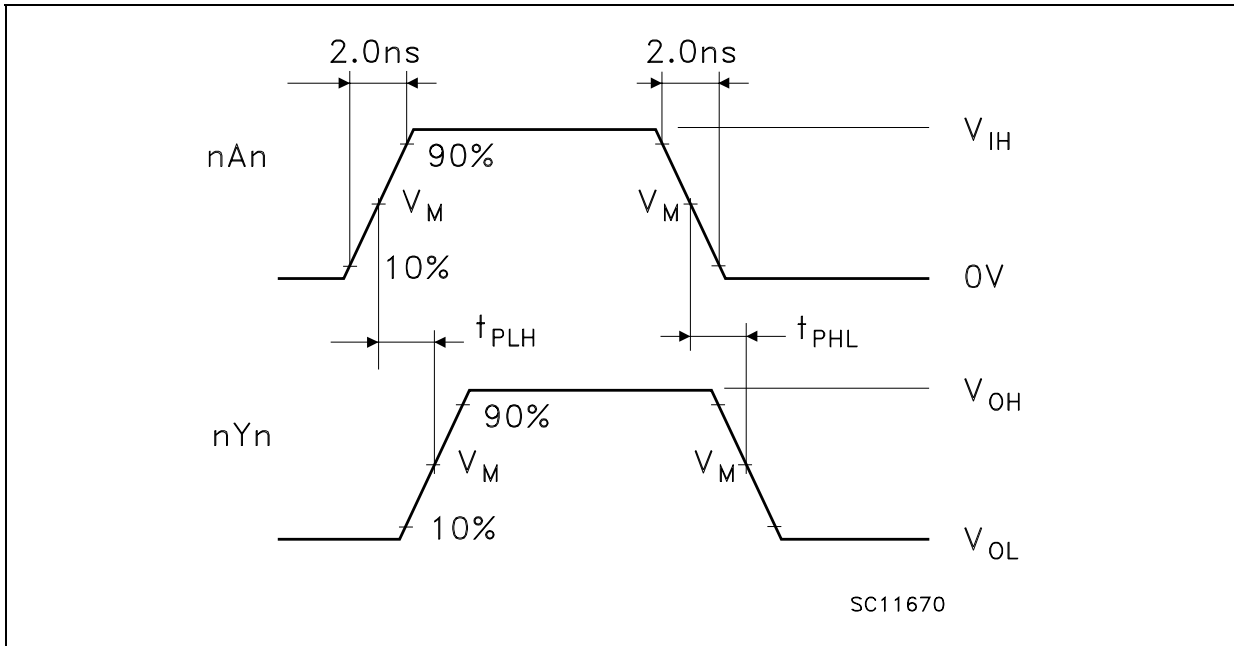 2.0ns 2.0ns
nAn 90% V_IH
V_M V_M
10% 0V
t_PLH t_PHL
nYn 90% V_OH
V_M V_M
10% V_OL
SC11670